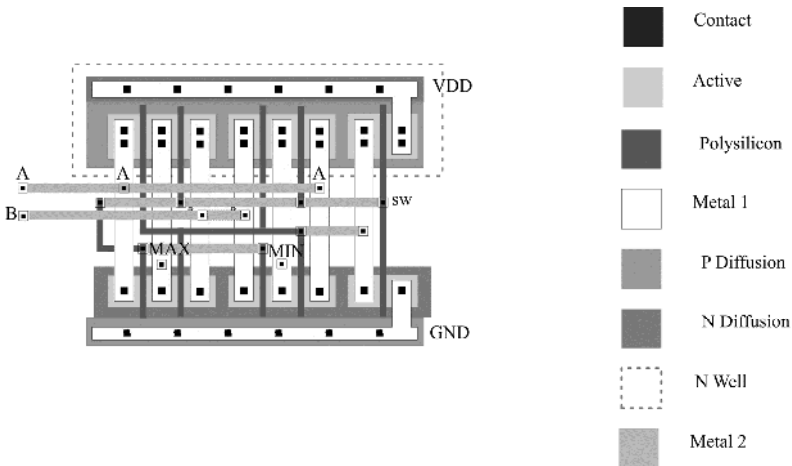 VDD
A
A
A
B
sw
MAX
MIN
GND
Contact
Active
Polysilicon
Metal 1
P Diffusion
N Diffusion
N Well
Metal 2